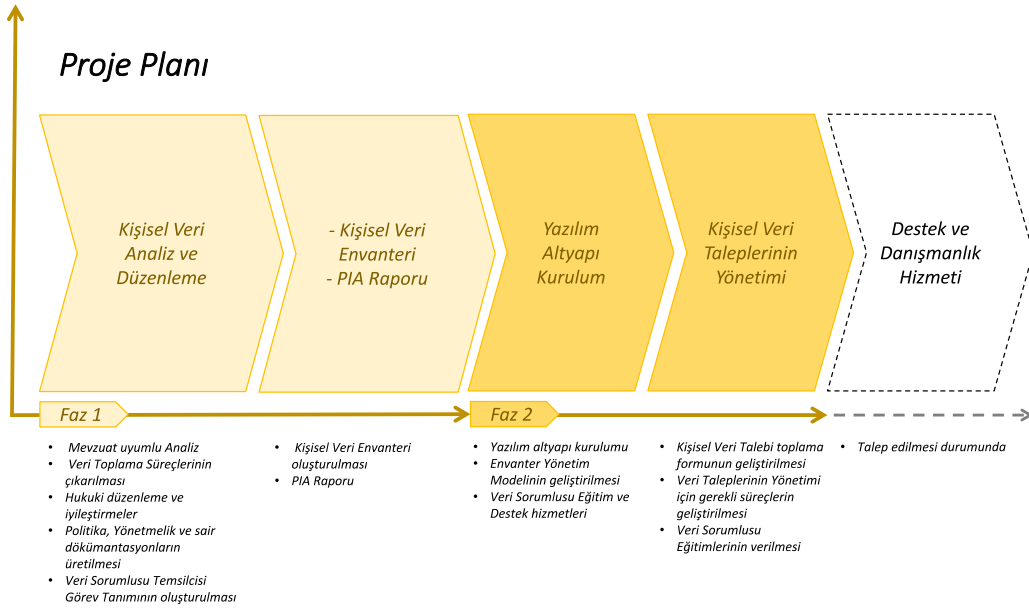 Proje Planı
Kişisel Veri
Analiz ve
Düzenleme
- Kişisel Veri
Envanteri
- PIA Raporu
Yazılım
Altyapı
Kurulum
Kişisel Veri
Taleplerinin
Yönetimi
Destek ve
Danışmanlık
Hizmeti
Faz 1
Faz 2
• Mevzuat uyumlu Analiz
• Veri Toplama Süreçlerinin
çıkarılması
• Hukuki düzenleme ve
iyileştirmeler
• Politika, Yönetmelik ve sair
dökümantasyonların
üretilmesi
• Veri Sorumlusu Temsilcisi
Görev Tanımının oluşturulması
• Kişisel Veri Envanteri
oluşturulması
• PIA Raporu
• Yazılım altyapı kurulumu
• Envanter Yönetim
Modelinin geliştirilmesi
• Veri Sorumlusu Eğitim ve
Destek hizmetleri
• Kişisel Veri Talebi toplama
formunun geliştirilmesi
• Veri Taleplerinin Yönetimi
için gerekli süreçlerin
geliştirilmesi
• Veri Sorumlusu
Eğitimlerinin verilmesi
• Talep edilmesi durumunda